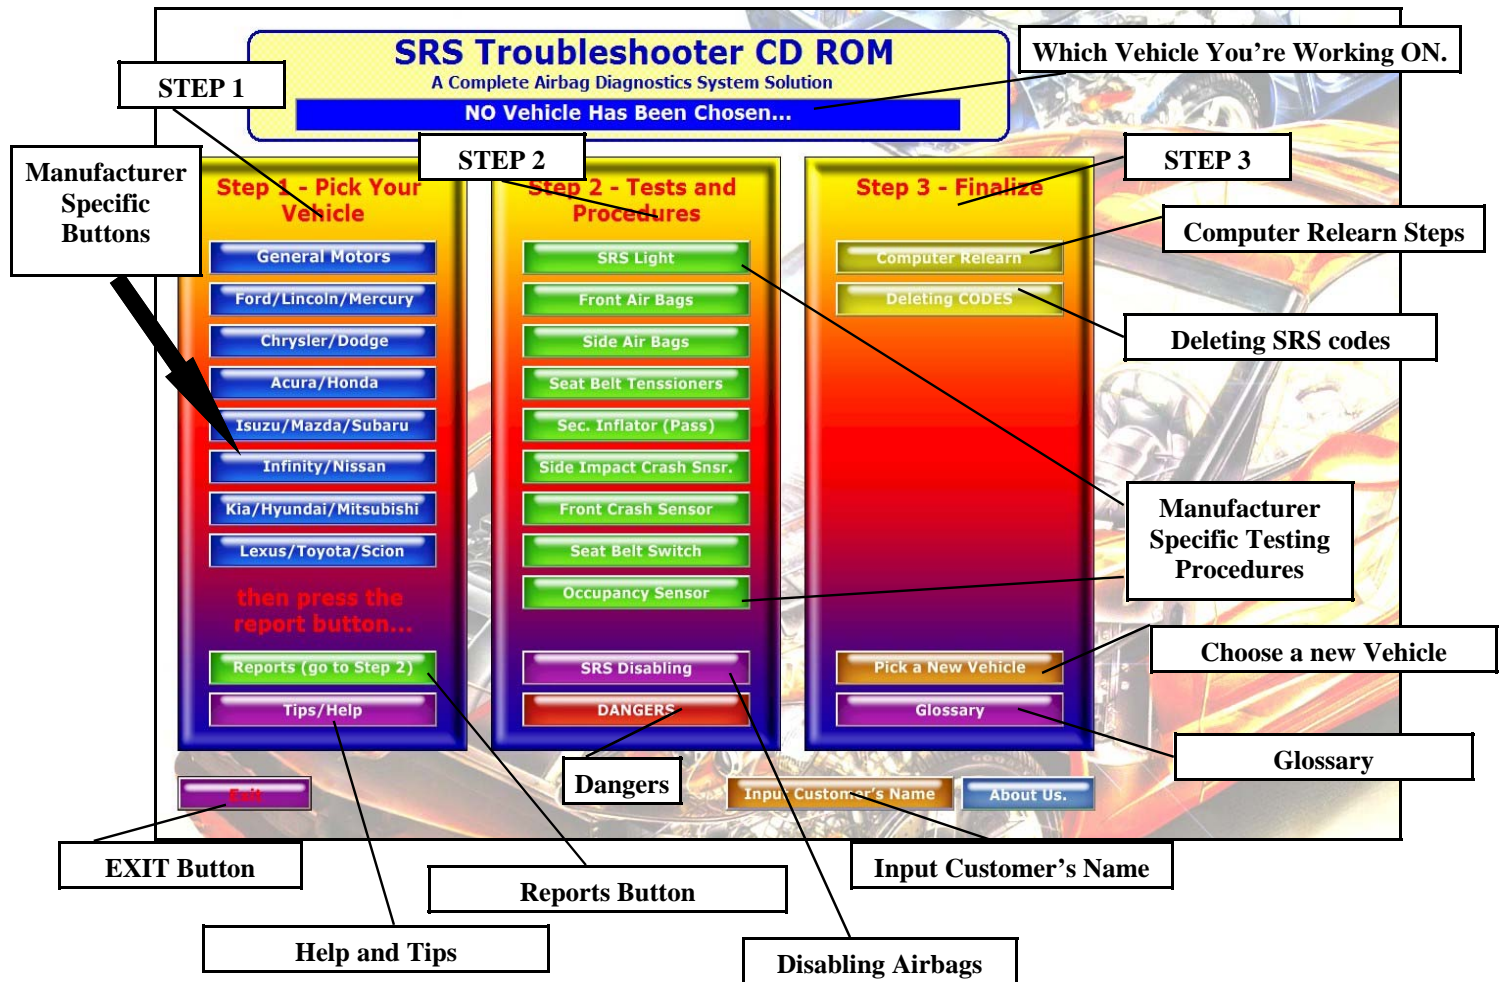 SRS Troubleshooter CD ROM
A Complete Airbag Diagnostics System Solution
NO Vehicle Has Been Chosen...
Which Vehicle You're Working ON.
STEP 1
STEP 2
STEP 3
Manufacturer
Specific
Buttons
Step 1 - Pick Your
Vehicle
General Motors
Ford/Lincoln/Mercury
Chrysler/Dodge
Acura/Honda
Isuzu/Mazda/Subaru
Infinity/Nissan
Kia/Hyundai/Mitsubishi
Lexus/Toyota/Scion
then press the
report button...
Reports (go to Step 2)
Tips/Help
Step 2 - Tests and
Procedures
SRS Light
Front Air Bags
Side Air Bags
Seat Belt Tenssioners
Sec. Inflator (Pass)
Side Impact Crash Snsr.
Front Crash Sensor
Seat Belt Switch
Occupancy Sensor
SRS Disabling
DANGERS
Step 3 - Finalize
Computer Relearn
Deleting CODES
Pick a New Vehicle
Glossary
Computer Relearn Steps
Deleting SRS codes
Manufacturer
Specific Testing
Procedures
Choose a new Vehicle
Glossary
Dangers
Exit
Input Customer's Name
About Us.
EXIT Button
Reports Button
Input Customer's Name
Help and Tips
Disabling Airbags